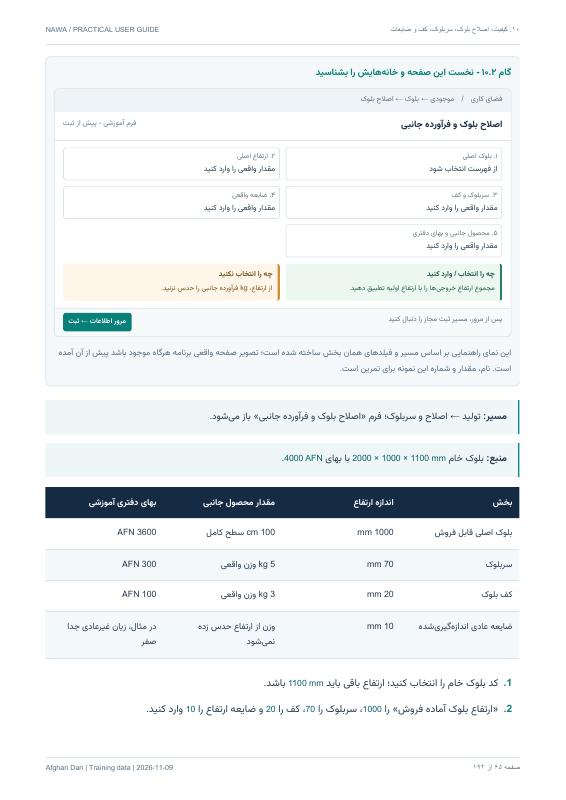 ۱۰. کیفیت، اصلاح بلوک، سربلوک، کف و ضایعات
NAWA / PRACTICAL USER GUIDE
گام ۱۰.۲ - نخست این صفحه و خانه‌هایش را بشناسید
فضای کاری / موجودی ← بلوک ← اصلاح بلوک
اصلاح بلوک و فرآورده جانبی
فرم آموزشی - پیش از ثبت
۱. بلوک اصلی
از فهرست انتخاب شود
۲. ارتفاع اصلی
مقدار واقعی را وارد کنید
۳. سربلوک و کف
مقدار واقعی را وارد کنید
۴. ضایعه واقعی
مقدار واقعی را وارد کنید
۵. محصول جانبی و بهای دفتری
مقدار واقعی را وارد کنید
چه را انتخاب / وارد کنید
مجموع ارتفاع خروجی‌ها را با ارتفاع اولیه تطبیق دهید.
چه را انتخاب نکنید
از ارتفاع، kg فرآورده جانبی را حدس نزنید.
پس از مرور، مسیر ثبت مجاز را دنبال کنید
مرور اطلاعات ← ثبت
این نمای راهنمایی بر اساس مسیر و فیلدهای همان بخش ساخته شده است؛ تصویر صفحه واقعی برنامه هرگاه موجود باشد پیش از آن آمده
است. نام، مقدار و شماره این نمونه برای تمرین است.
مسیر: تولید ← اصلاح و سربلوک؛ فرم «اصلاح بلوک و فرآورده جانبی» باز می‌شود.
منبع: بلوک خام 2000 × 1000 × 1100 mm با بهای 4000 AFN.
بخش اندازه ارتفاع مقدار محصول جانبی بهای دفتری آموزشی
بلوک اصلی قابل فروش 1000 mm 100 cm سطح کامل 3600 AFN
سربلوک 70 mm 5 kg وزن واقعی 300 AFN
کف بلوک 20 mm 3 kg وزن واقعی 100 AFN
ضایعه عادی اندازه‌گیری‌شده 10 mm وزن از ارتفاع حدس زده در مثال، زیان غیرعادی جدا
نمی‌شود صفر
1. کد بلوک خام را انتخاب کنید؛ ارتفاع باقی باید 1100 mm باشد.
2. «ارتفاع بلوک آماده فروش» را 1000، سربلوک را 70، کف را 20 و ضایعه ارتفاع را 10 وارد کنید.
صفحه ۶۵ از ۱۹۲
Afghan Dari | Training data | 2026-11-09